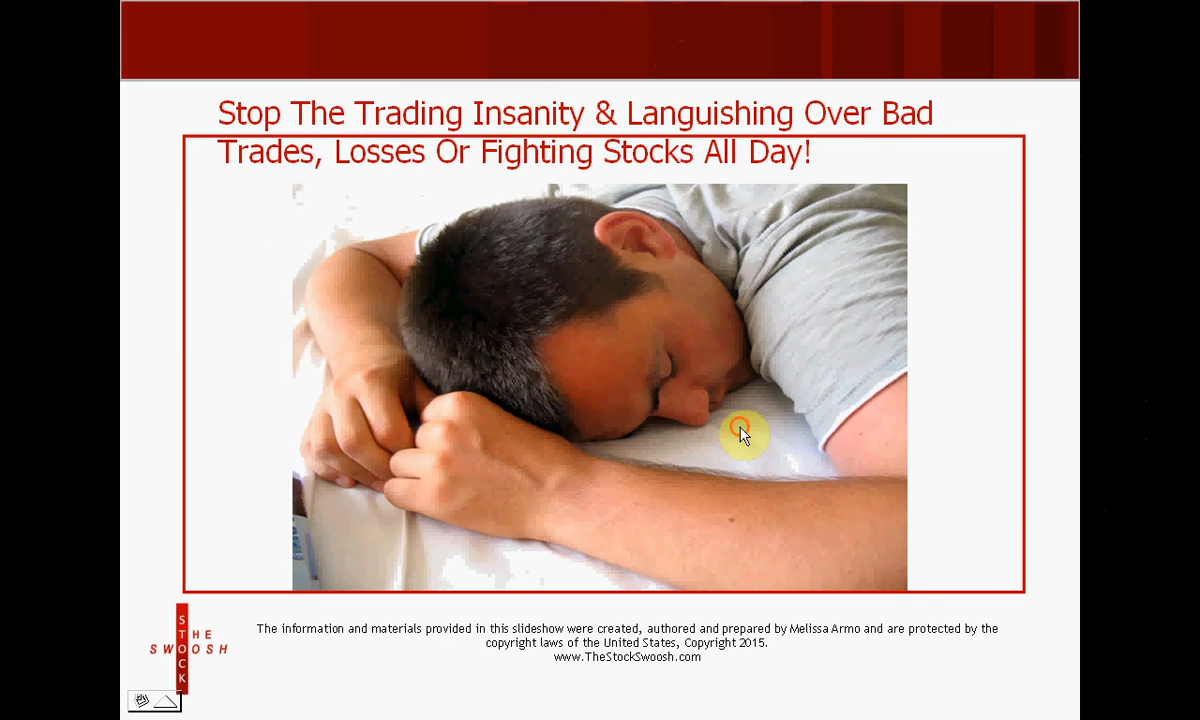 Stop The Trading Insanity & Languishing Over Bad
Trades, Losses Or Fighting Stocks All Day!
THE
SWOOSH
STOCK
The information and materials provided in this slideshow were created, authored and prepared by Melissa Armo and are protected by the
copyright laws of the United States, Copyright 2015.
www.TheStockSwoosh.com